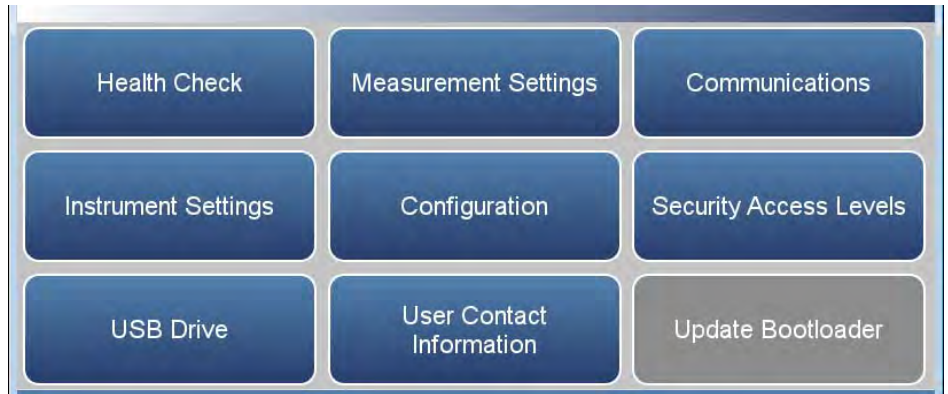 Health Check
Measurement Settings
Communications
Instrument Settings
Configuration
Security Access Levels
USB Drive
User Contact
Information
Update Bootloader